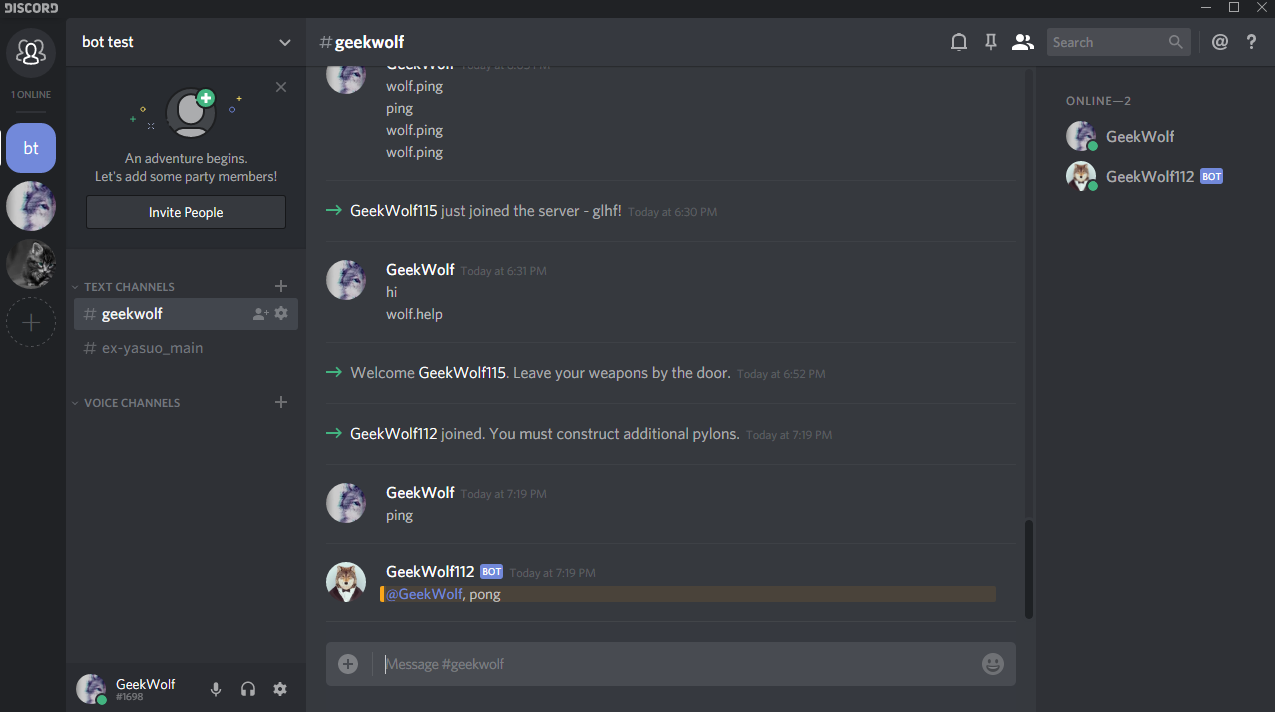 DISCORD
1 ONLINE
bt
bot test
An adventure begins.
Let's add some party members!
Invite People
TEXT CHANNELS
# geekwolf
# ex-yasuo_main
VOICE CHANNELS
GeekWolf
#1698
#geekwolf
Search
@ ?
GeekWolf Today at 6:05 PM
wolf.ping
ping
wolf.ping
wolf.ping
GeekWolf115 just joined the server - glhf! Today at 6:30 PM
GeekWolf Today at 6:31 PM
hi
wolf.help
Welcome GeekWolf115. Leave your weapons by the door. Today at 6:52 PM
GeekWolf112 joined. You must construct additional pylons. Today at 7:19 PM
GeekWolf Today at 7:19 PM
ping
GeekWolf112 BOT Today at 7:19 PM
@GeekWolf, pong
Message #geekwolf
ONLINE—2
GeekWolf
GeekWolf112 BOT